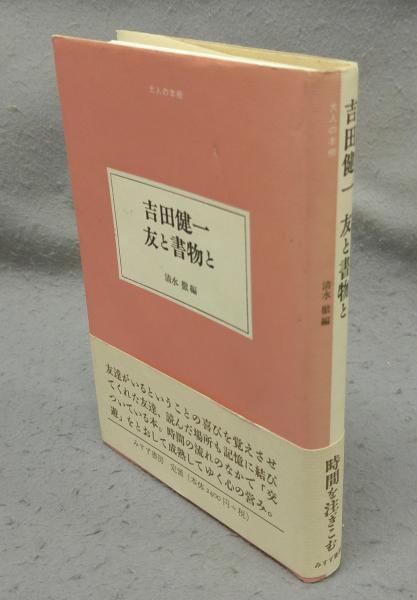 大人の本棚
吉田健一
友と書物と
清水 徹編
友達がいるということの喜びを覚えさせ
てくれた友達、読んだ場所も記憶に結び
ついている本。時間の流れのなかで「交
遊」をとおして成熟してゆく心の営み。
みすず書房 定価(本体2400円+税)
大人の本棚
吉田健一 友と書物と
清水 徹編
時間を注ぎこむ
みすず書房